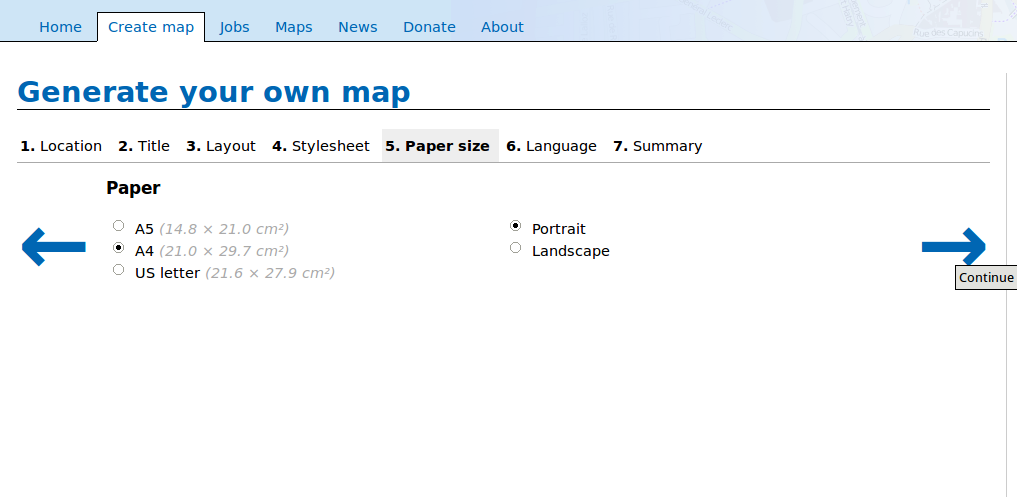 Home Create map Jobs Maps News Donate About
Rue des Capucins
Generate your own map
1. Location 2. Title 3. Layout 4. Stylesheet 5. Paper size 6. Language 7. Summary
Paper
A5 (14.8 × 21.0 cm²) Portrait
A4 (21.0 × 29.7 cm²) Landscape
US letter (21.6 × 27.9 cm²)
Continue